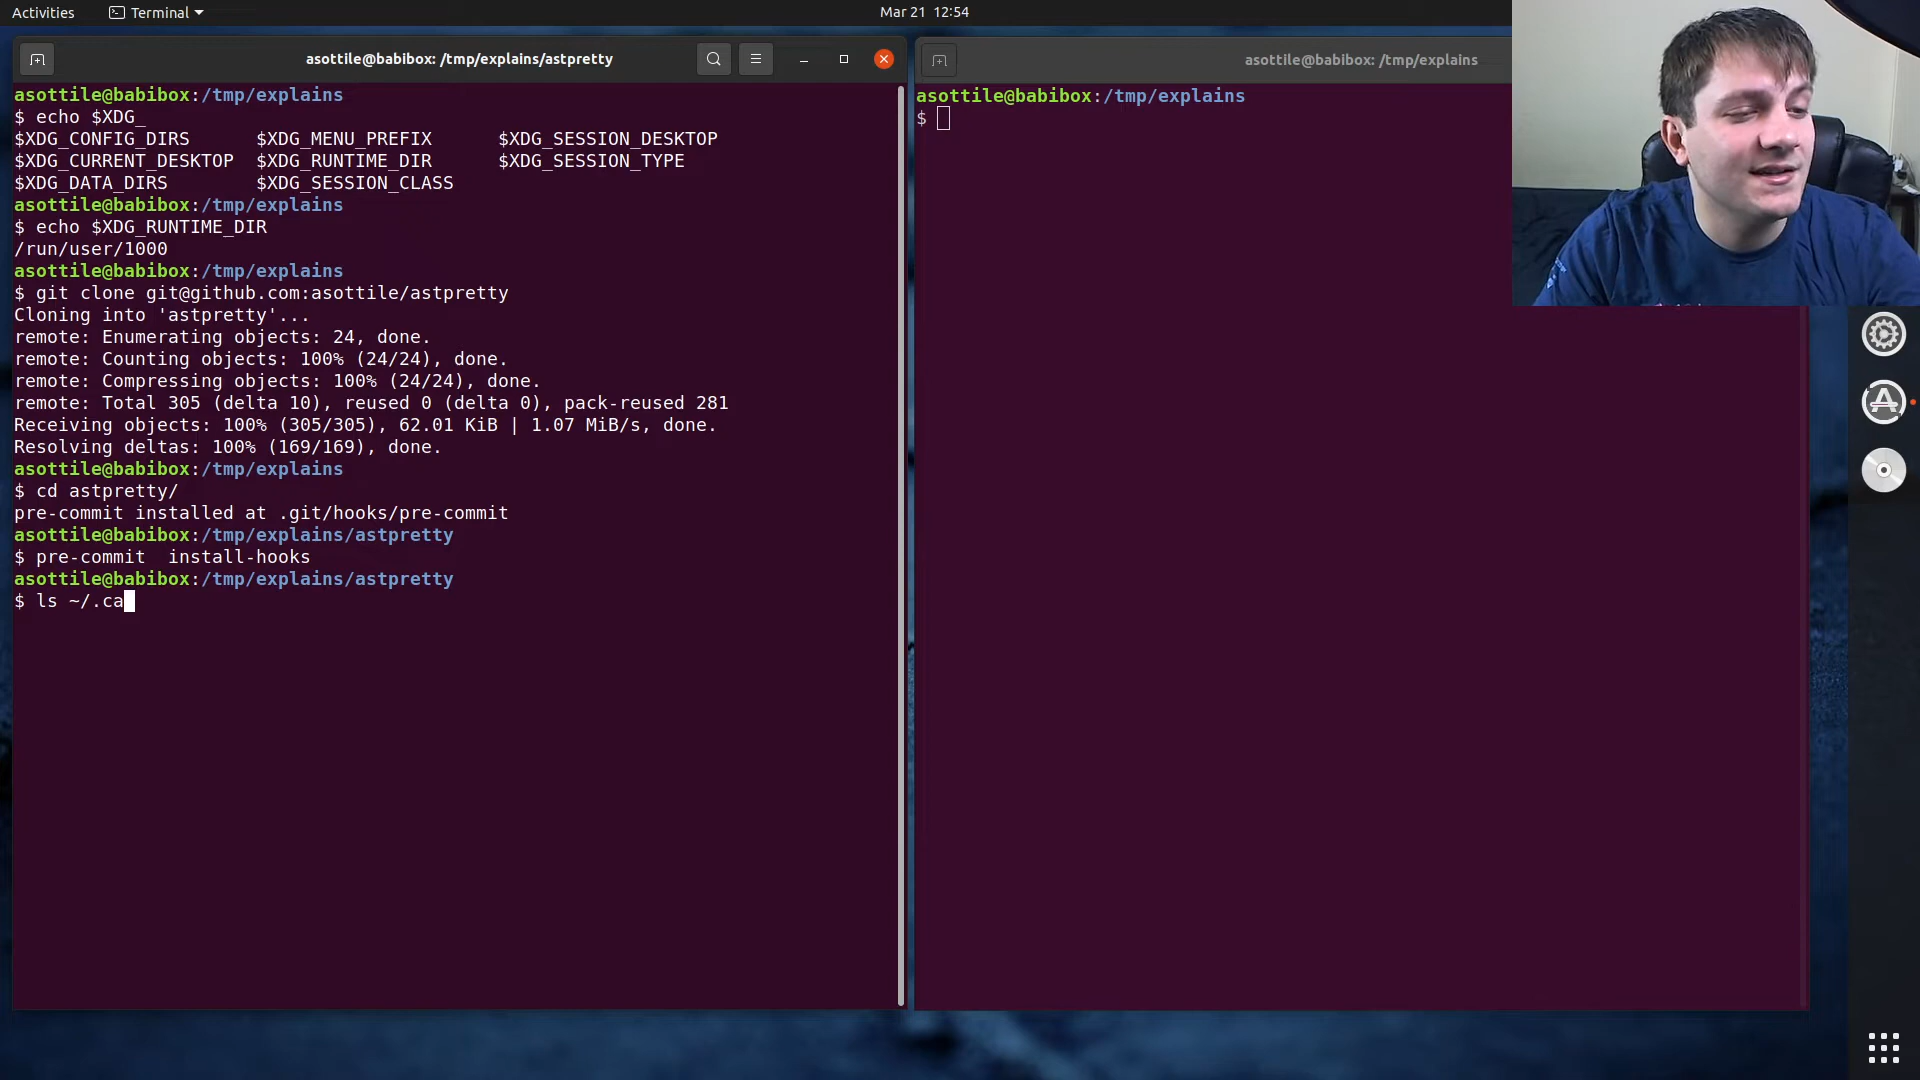 Activities
Terminal
Mar 21 12:54
asottile@babibox: /tmp/explains/astpretty
asottile@babibox:/tmp/explains
$ echo $XDG_
$XDG_CONFIG_DIRS $XDG_MENU_PREFIX $XDG_SESSION_DESKTOP
$XDG_CURRENT_DESKTOP $XDG_RUNTIME_DIR $XDG_SESSION_TYPE
$XDG_DATA_DIRS $XDG_SESSION_CLASS
asottile@babibox:/tmp/explains
$ echo $XDG_RUNTIME_DIR
/run/user/1000
asottile@babibox:/tmp/explains
$ git clone git@github.com:asottile/astpretty
Cloning into 'astpretty'...
remote: Enumerating objects: 24, done.
remote: Counting objects: 100% (24/24), done.
remote: Compressing objects: 100% (24/24), done.
remote: Total 305 (delta 10), reused 0 (delta 0), pack-reused 281
Receiving objects: 100% (305/305), 62.01 KiB | 1.07 MiB/s, done.
Resolving deltas: 100% (169/169), done.
asottile@babibox:/tmp/explains
$ cd astpretty/
pre-commit installed at .git/hooks/pre-commit
asottile@babibox:/tmp/explains/astpretty
$ pre-commit  install-hooks
asottile@babibox:/tmp/explains/astpretty
$ ls ~/.ca
asottile@babibox: /tmp/explains
asottile@babibox:/tmp/explains
$